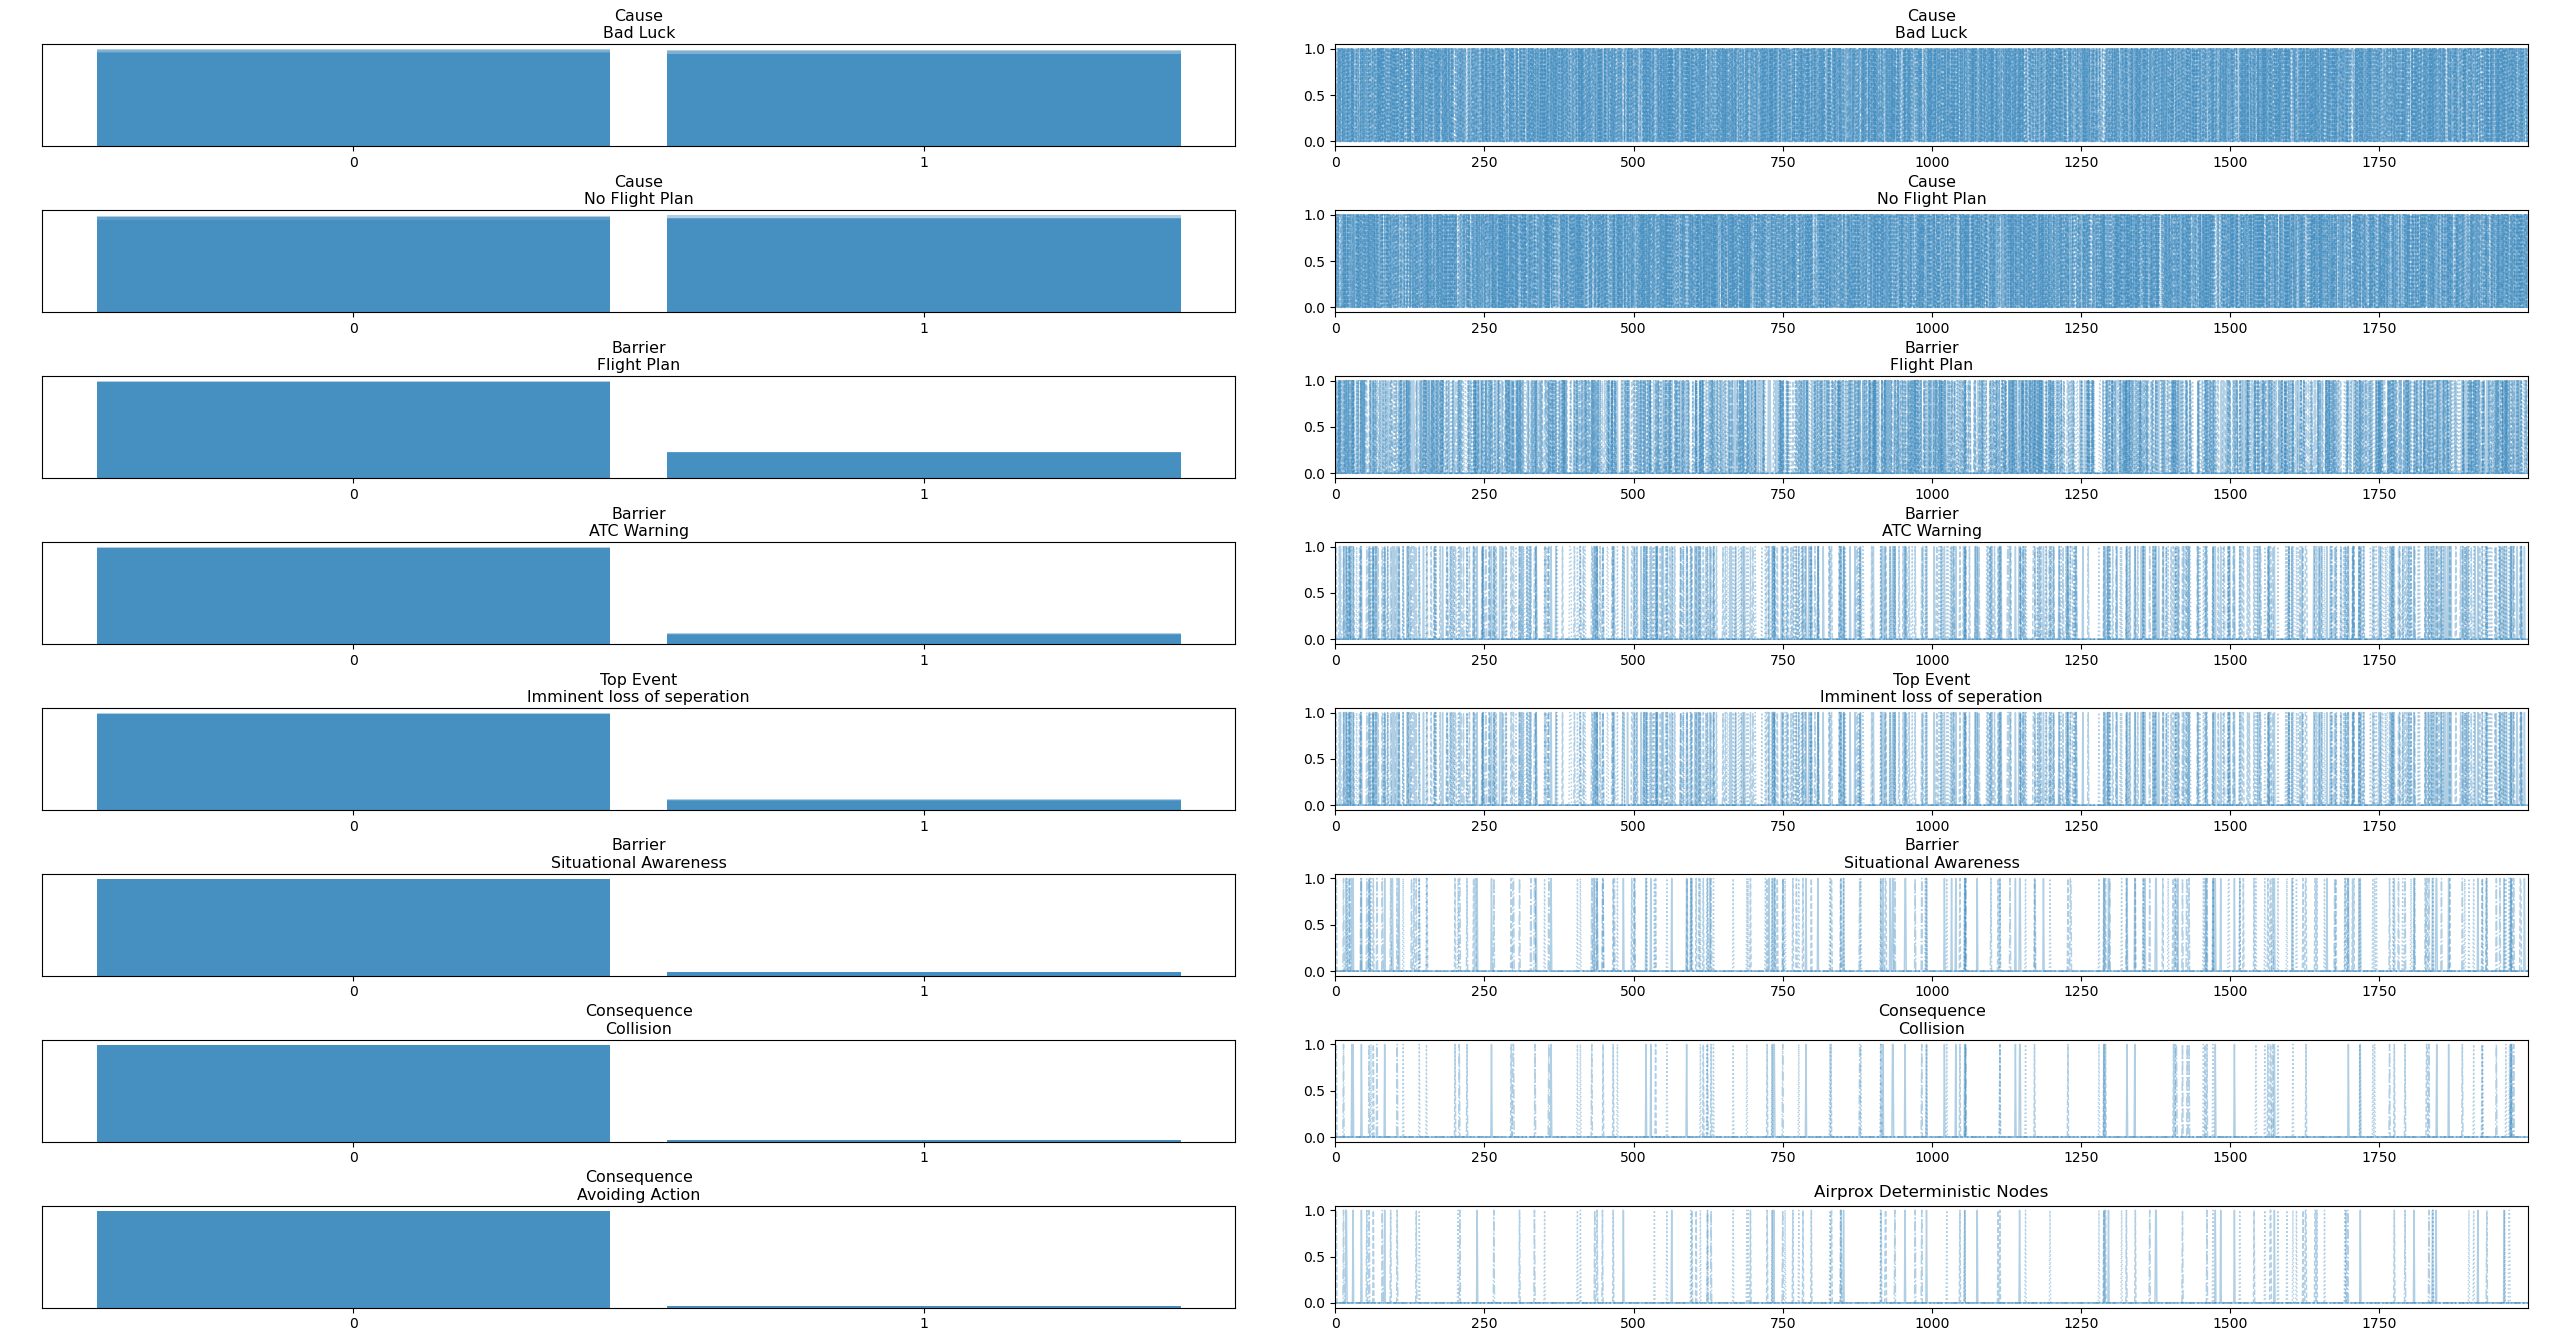 Cause
Bad Luck
0 1
Cause
Bad Luck
1.0
0.5
0.0
0 250 500 750 1000 1250 1500 1750
Cause
No Flight Plan
0 1
Cause
No Flight Plan
1.0
0.5
0.0
0 250 500 750 1000 1250 1500 1750
Barrier
Flight Plan
0 1
Barrier
Flight Plan
1.0
0.5
0.0
0 250 500 750 1000 1250 1500 1750
Barrier
ATC Warning
0 1
Barrier
ATC Warning
1.0
0.5
0.0
0 250 500 750 1000 1250 1500 1750
Top Event
Imminent loss of seperation
0 1
Top Event
Imminent loss of seperation
1.0
0.5
0.0
0 250 500 750 1000 1250 1500 1750
Barrier
Situational Awareness
0 1
Barrier
Situational Awareness
1.0
0.5
0.0
0 250 500 750 1000 1250 1500 1750
Consequence
Collision
0 1
Consequence
Collision
1.0
0.5
0.0
0 250 500 750 1000 1250 1500 1750
Consequence
Avoiding Action
0 1
Airprox Deterministic Nodes
1.0
0.5
0.0
0 250 500 750 1000 1250 1500 1750